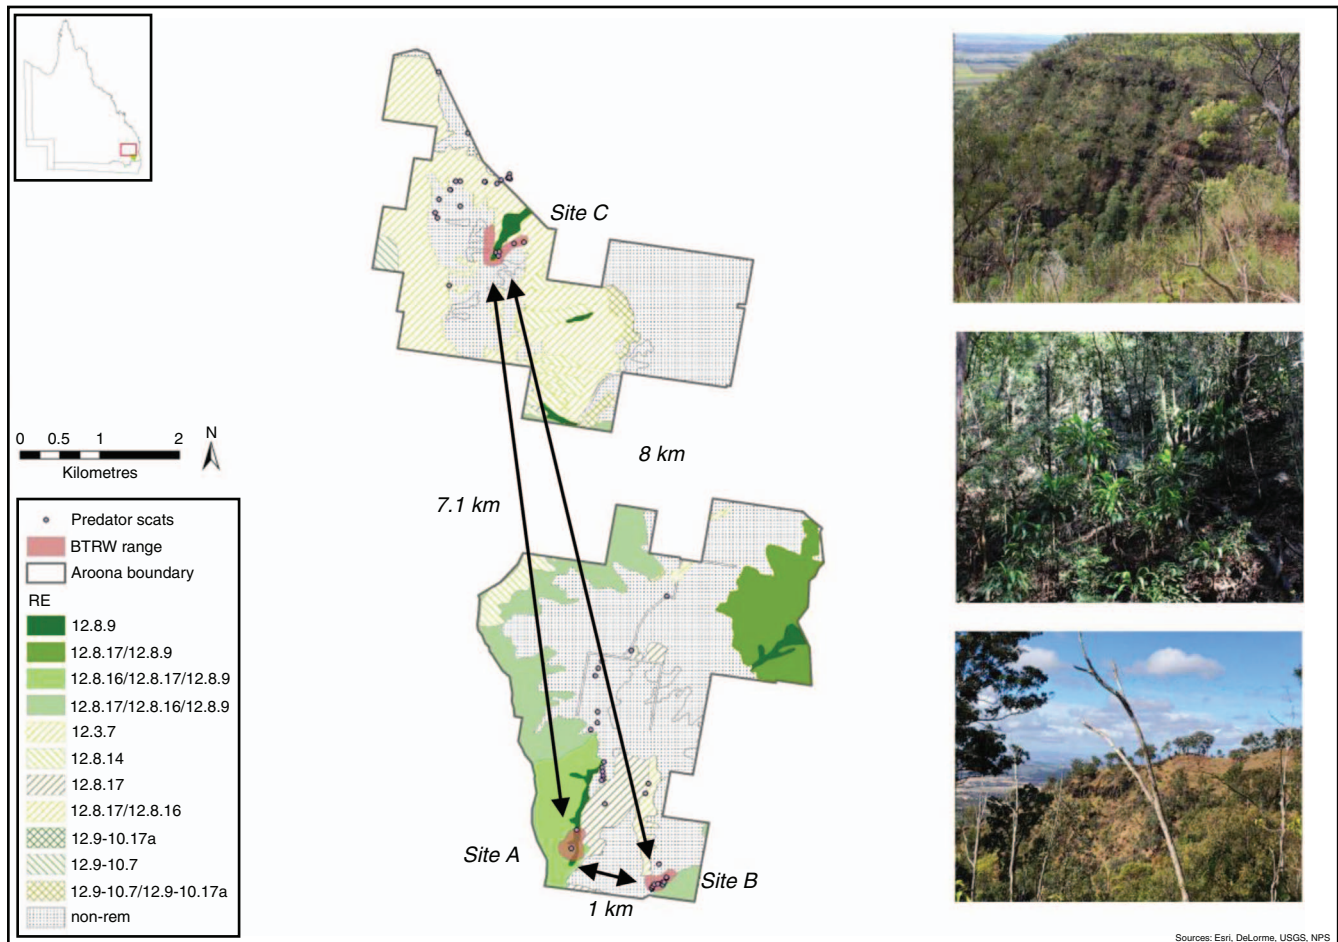 Site C
0 0.5 1 2
N
Kilometres
8 km
7.1 km
Predator scats
BTRW range
Aroona boundary
RE
12.8.9
12.8.17/12.8.9
12.8.16/12.8.17/12.8.9
12.8.17/12.8.16/12.8.9
12.3.7
12.8.14
12.8.17
12.8.17/12.8.16
12.9-10.17a
12.9-10.7
12.9-10.7/12.9-10.17a
non-rem
Site A
Site B
1 km
Sources: Esri, DeLorme, USGS, NPS